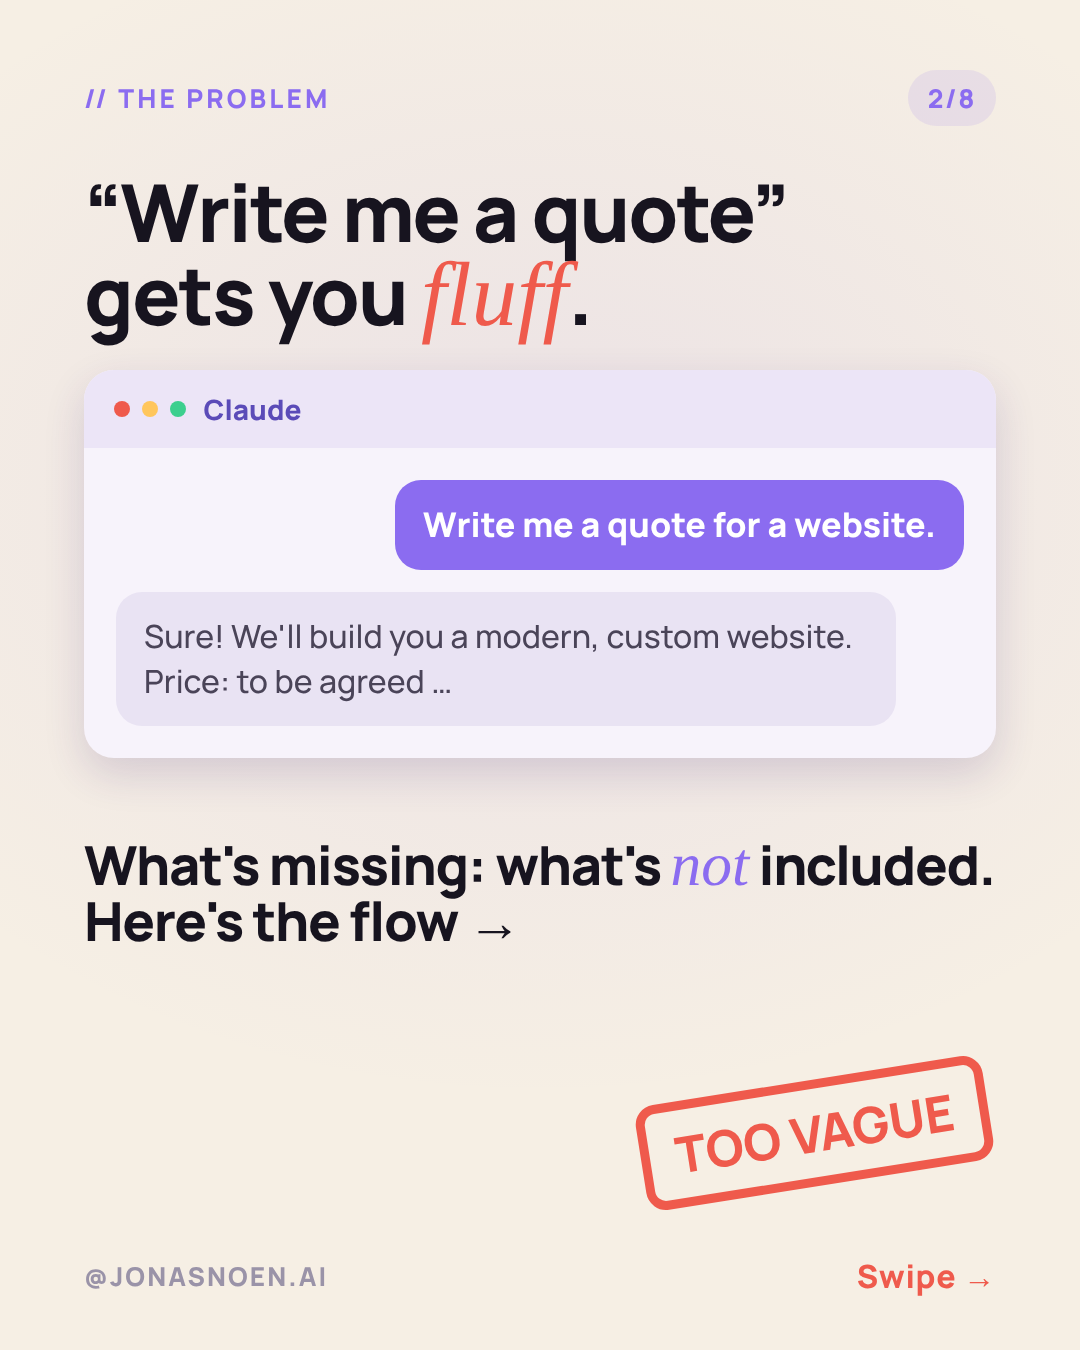 // THE PROBLEM
2/8
“Write me a quote”
gets you fluff.
Claude
Write me a quote for a website.
Sure! We'll build you a modern, custom website.
Price: to be agreed ...
What's missing: what's not included.
Here's the flow →
TOO VAGUE
@JONASNOEN.AI
Swipe →